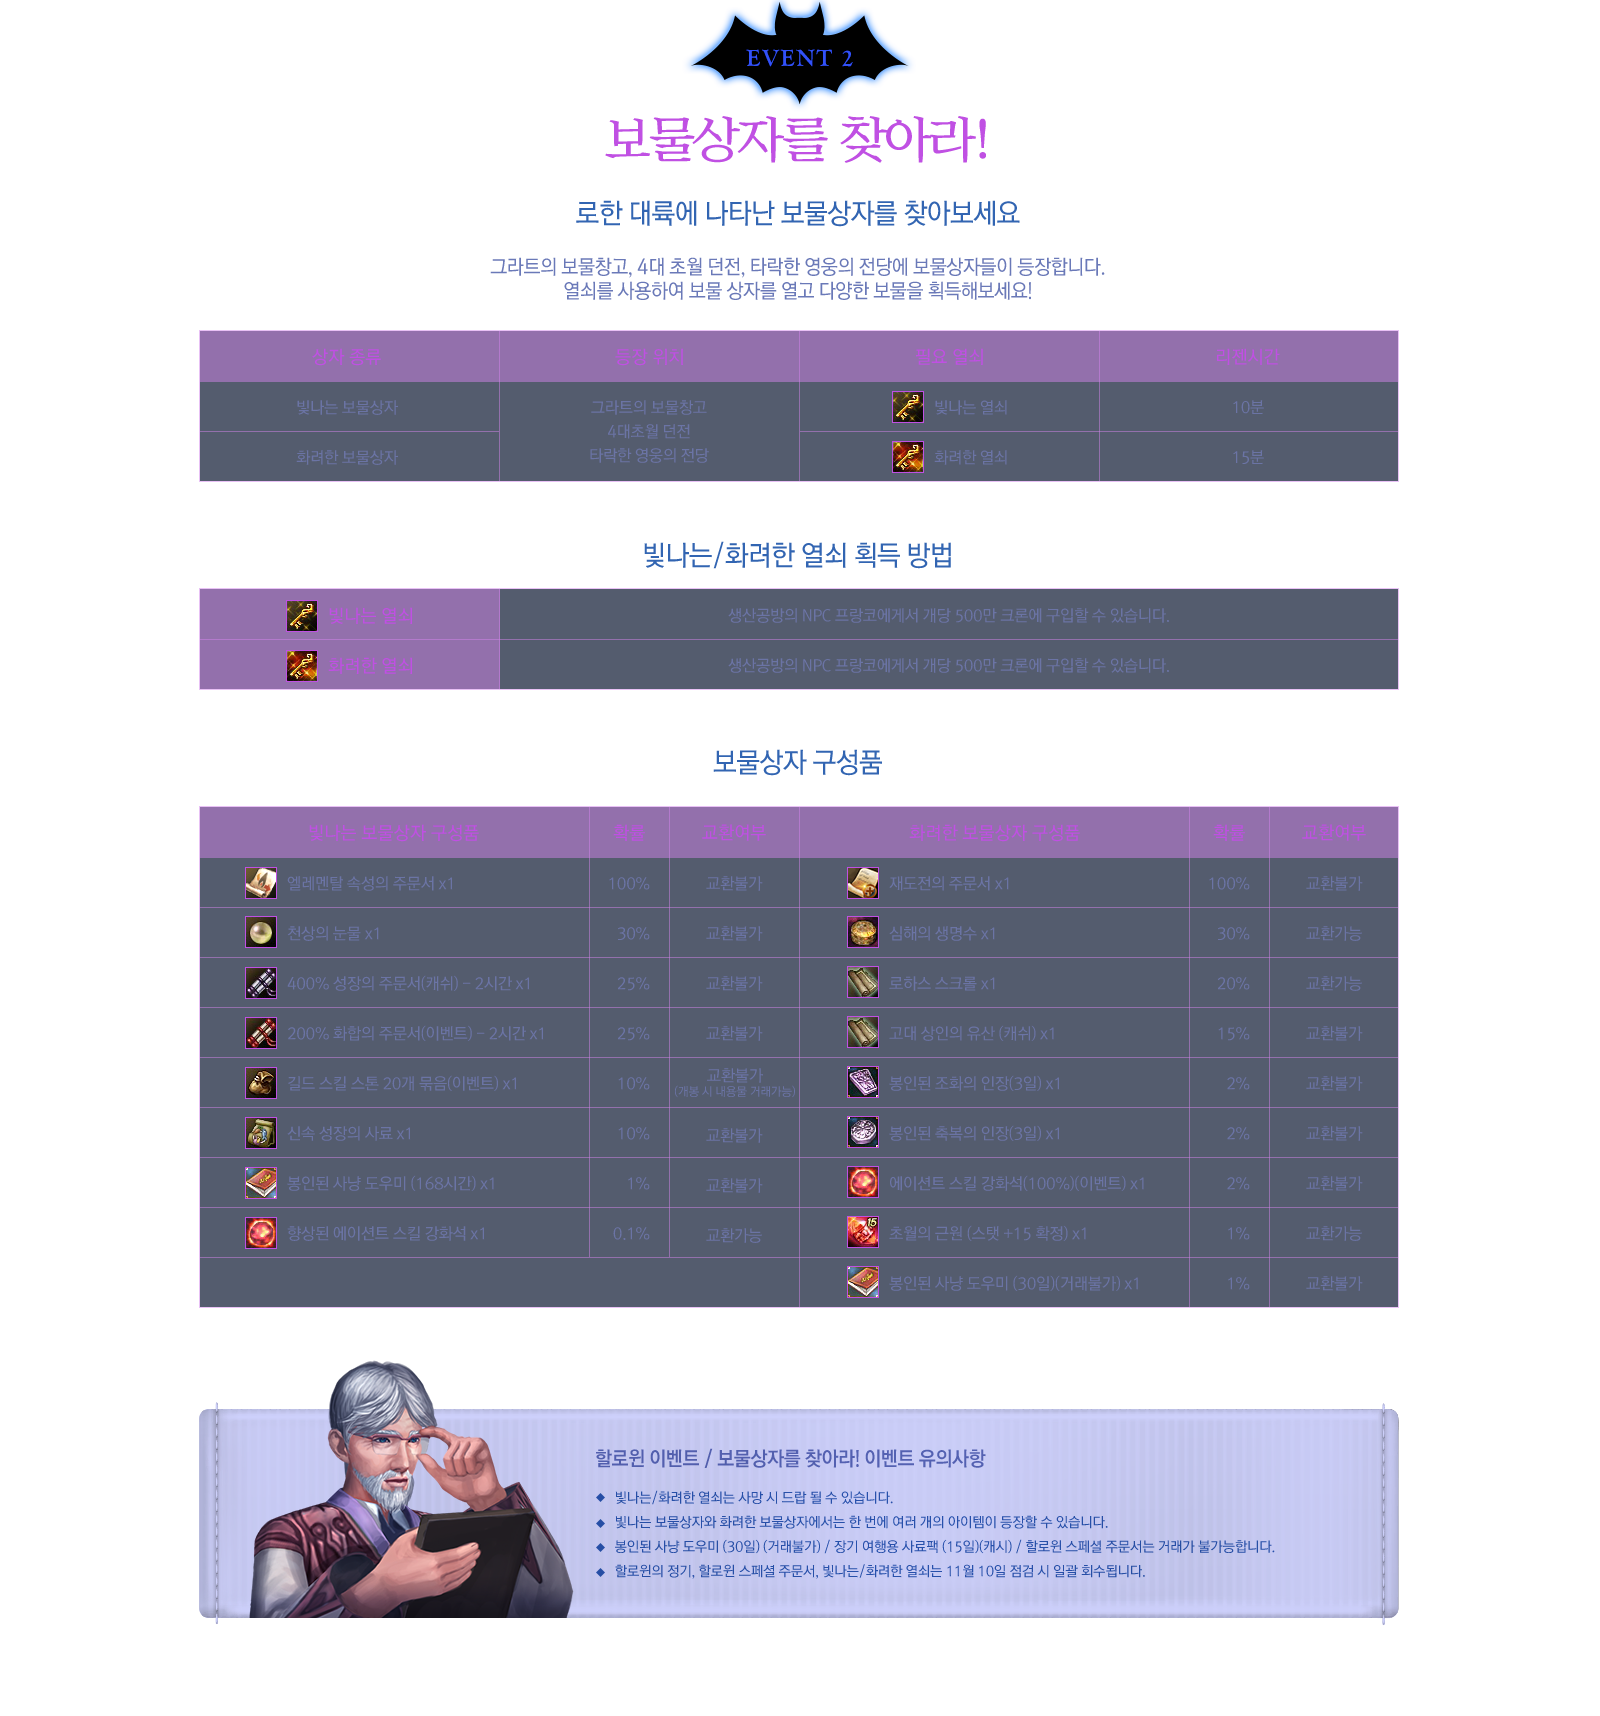 EVENT 2
보물상자를 찾아라!
로한 대륙에 나타난 보물상자를 찾아보세요
그라트의 보물창고, 4대 초월 던전, 타락한 영웅의 전당에 보물상자들이 등장합니다.
열쇠를 사용하여 보물 상자를 열고 다양한 보물을 획득해보세요!
상자 종류 등장 위치 필요 열쇠
빛나는 보물상자 그라트의 보물창고 빛나는 열쇠 10분
4대초월 던전
화려한 보물상자 타락한 영웅의 전당 화려한 열쇠 15분
빛나는/화려한 열쇠 획득 방법
빛나는 열쇠 생산공방의 NPC 프랑코에게서 개당 500만 크론에 구입할 수 있습니다.
화려한 열쇠 생산공방의 NPC 프랑코에게서 개당 500만 크론에 구입할 수 있습니다.
보물상자 구성품
빛나는 보물상자 구성품 확률 교환여부 화려한 보물상자 구성품 확률 교환여부
엘레멘탈 속성의 주문서 x1 100% 교환불가 재도전의 주문서 x1 100% 교환불가
천상의 눈물 x1 30% 교환불가 심해의 생명수 x1 30% 교환가능
400% 성장의 주문서(캐쉬) - 2시간 x1 25% 교환불가 로하스 스크롤 x1 20% 교환가능
200% 화합의 주문서(이벤트) - 2시간 x1 25% 교환불가 고대 상인의 유산 (캐쉬) x1 15% 교환불가
길드 스킬 스톤 20개 묶음(이벤트) x1 10% 교환불가 봉인된 조화의 인장(3일) x1 2% 교환불가
(개봉 시 내용물 거래가능)
신속 성장의 사료 x1 10% 교환불가 봉인된 축복의 인장(3일) x1 2% 교환불가
봉인된 사냥 도우미 (168시간) x1 1% 교환불가 에이션트 스킬 강화석(100%)(이벤트) x1 2% 교환불가
향상된 에이션트 스킬 강화석 x1 0.1% 교환가능 15 초월의 근원 (스탯 +15 확정) x1 1% 교환가능
봉인된 사냥 도우미 (30일)(거래불가) x1 1% 교환불가
할로윈 이벤트 / 보물상자를 찾아라! 이벤트 유의사항
◆ 빛나는/화려한 열쇠는 사망 시 드랍 될 수 있습니다.
◆ 빛나는 보물상자와 화려한 보물상자에서는 한 번에 여러 개의 아이템이 등장할 수 있습니다.
◆ 봉인된 사냥 도우미 (30일) (거래불가) / 장기 여행용 사료팩 (15일)(캐시) / 할로윈 스페셜 주문서는 거래가 불가능합니다.
◆ 할로윈의 정기, 할로윈 스페셜 주문서, 빛나는/화려한 열쇠는 11월 10일 점검 시 일괄 회수됩니다.